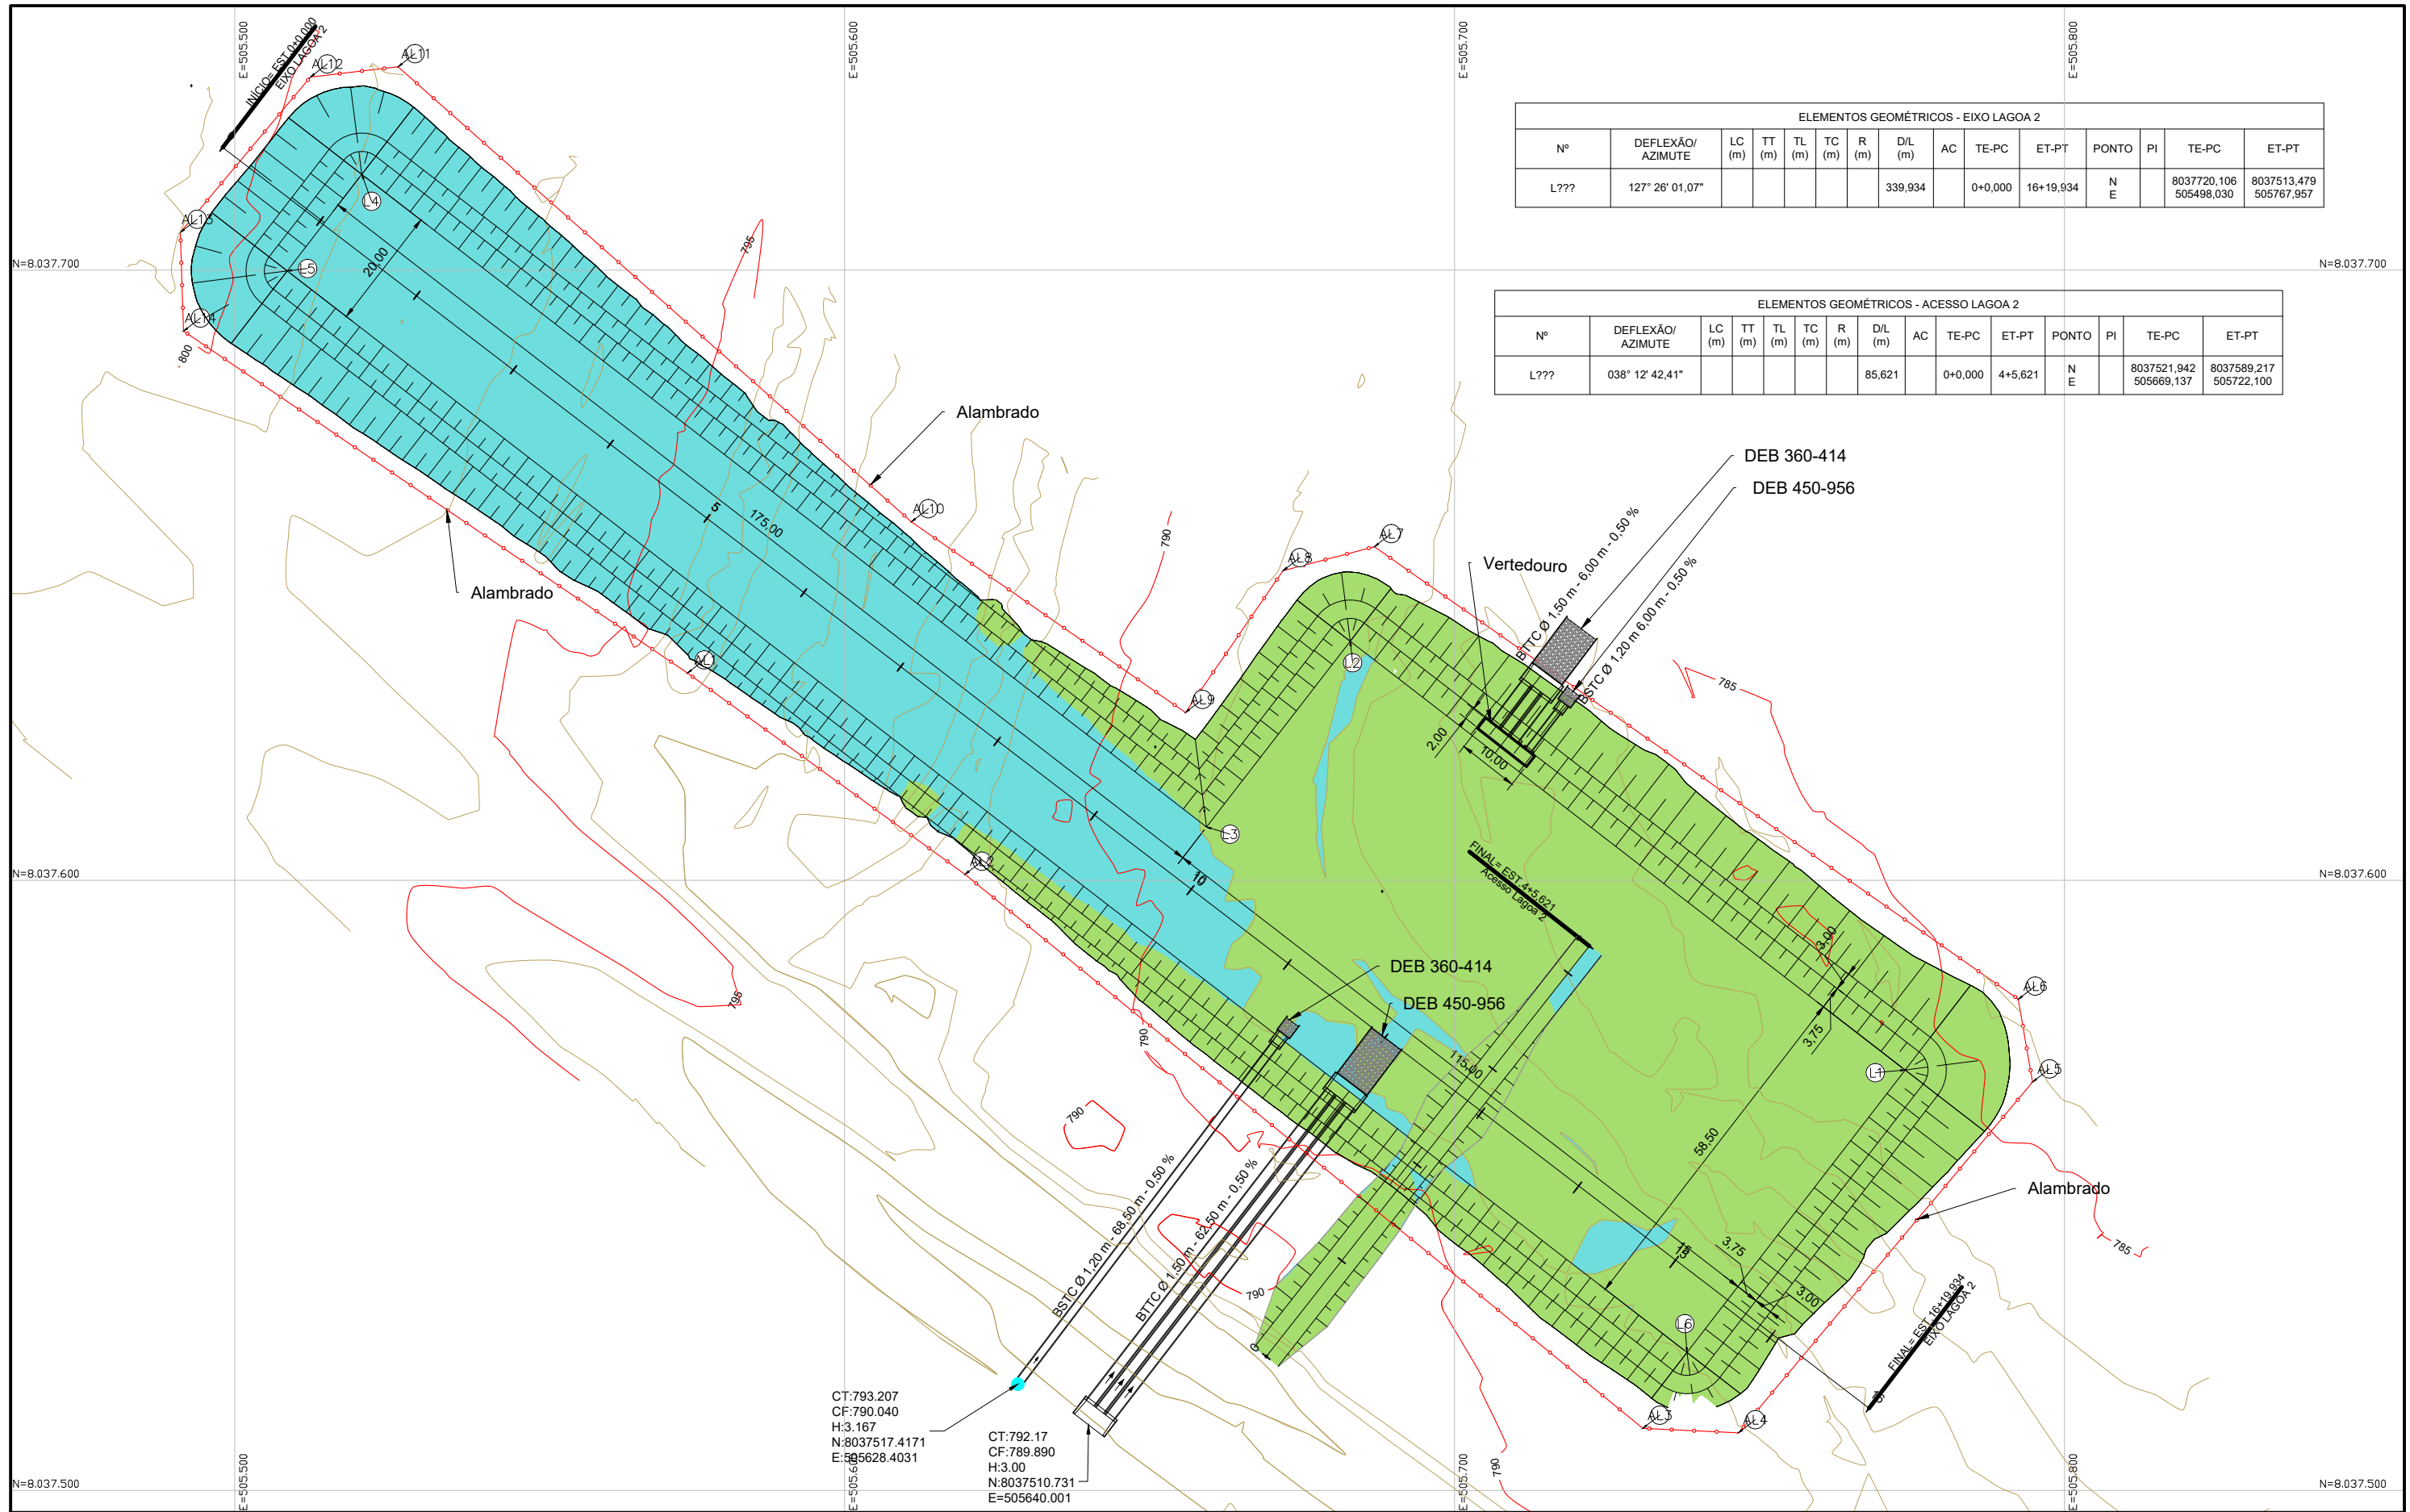 E=505.500
E=505.600
E=505.700
E=505.800
INÍCIO= EST.0+0,000
EIXO LAGOA 2
AL12
AL11
ELEMENTOS GEOMÉTRICOS - EIXO LAGOA 2
Nº DEFLEXÃO/ AZIMUTE LC (m) TT (m) TL (m) TC (m) R (m) D/L (m) AC TE-PC ET-PT PONTO PI TE-PC ET-PT
L??? 127° 26' 01,07" 339,934 0+0,000 16+19,934 N E 8037720,106 505498,030 8037513,479 505767,957
AL13
L4
L5
20,00
795
N=8.037.700
N=8.037.700
AL14
800
ELEMENTOS GEOMÉTRICOS - ACESSO LAGOA 2
Nº DEFLEXÃO/ AZIMUTE LC (m) TT (m) TL (m) TC (m) R (m) D/L (m) AC TE-PC ET-PT PONTO PI TE-PC ET-PT
L??? 038° 12' 42,41" 85,621 0+0,000 4+5,621 N E 8037521,942 505669,137 8037589,217 505722,100
Alambrado
DEB 360-414
DEB 450-956
5
175,00
AL10
790
AL7
AL8
Vertedouro
BTTC Ø 1,50 m - 6,00 m - 0,50 %
BSTC Ø 1,20 m 6,00 m - 0,50 %
Alambrado
AL1
L2
AL9
785
2,00
10,00
L3
AL2
10
N=8.037.600
N=8.037.600
FINAL= EST.4+5,621
Acesso Lagoa 2
3,00
795
DEB 360-414
DEB 450-956
AL6
790
3,75
115,00
L1
AL5
790
58,50
Alambrado
BSTC Ø 1,20 m - 68,50 m - 0,50 %
BTTC Ø 1,50 m - 62,50 m - 0,50 %
785
15
3,75
3,00
790
L6
0
FINAL= EST.16+19,934
EIXO LAGOA 2
CT:793.207
CF:790.040
H:3.167
N:8037517.4171
E:505628.4031
CT:792.17
CF:789.890
H:3.00
N:8037510.731
E=505640.001
AL3
AL4
790
N=8.037.500
N=8.037.500
E=505.500
E=505.600
E=505.700
E=505.800